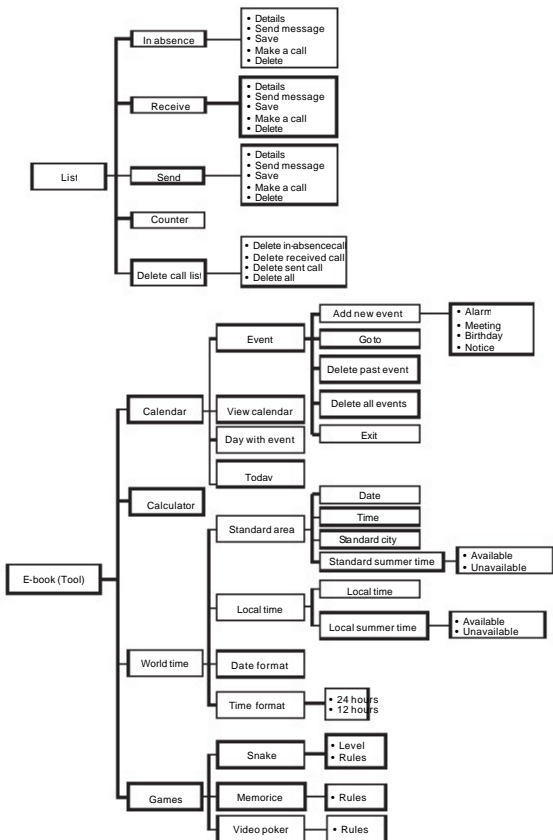 List
In absence
• Details
• Send message
• Save
• Make a call
• Delete
Receive
• Details
• Send message
• Save
• Make a call
• Delete
Send
• Details
• Send message
• Save
• Make a call
• Delete
Counter
Delete call list
• Delete in-absence call
• Delete received call
• Delete sent call
• Delete all
E-book (Tool)
Calendar
Event
Add new event
• Alarm
• Meeting
• Birthday
• Notice
Go to
Delete past event
Delete all events
Exit
View calendar
Day with event
Today
Calculator
World time
Standard area
Date
Time
Standard city
Standard summer time
• Available
• Unavailable
Local time
Local time
Local summer time
• Available
• Unavailable
Date format
Time format
• 24 hours
• 12 hours
Games
Snake
• Level
• Rules
Memorice
• Rules
Video poker
• Rules